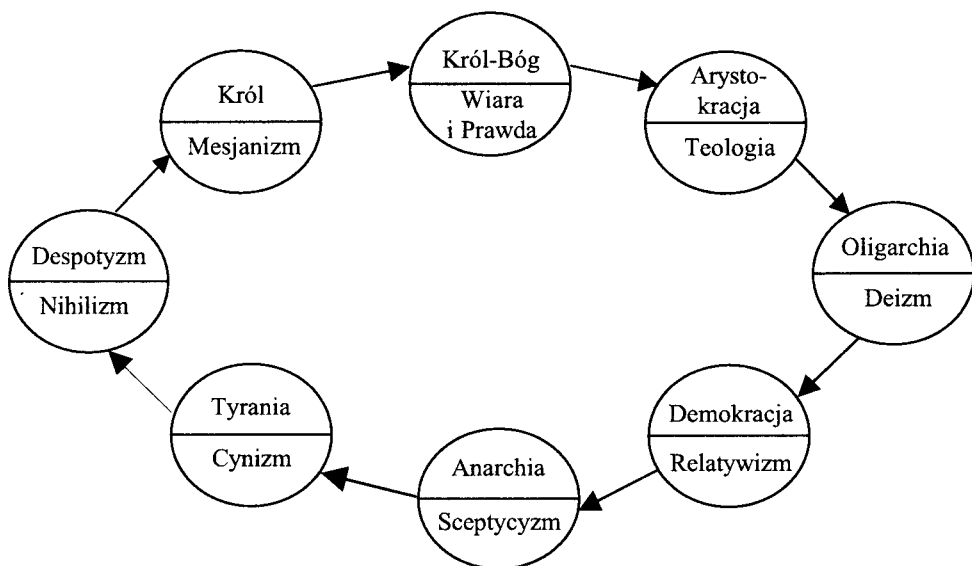 Król-Bóg
Wiara
i Prawda
Arysto-
kracja
Teologia
Oligarchia
Deizm
Demokracja
Relatywizm
Anarchia
Sceptycyzm
Tyrania
Cynizm
Despotyzm
Nihilizm
Król
Mesjanizm